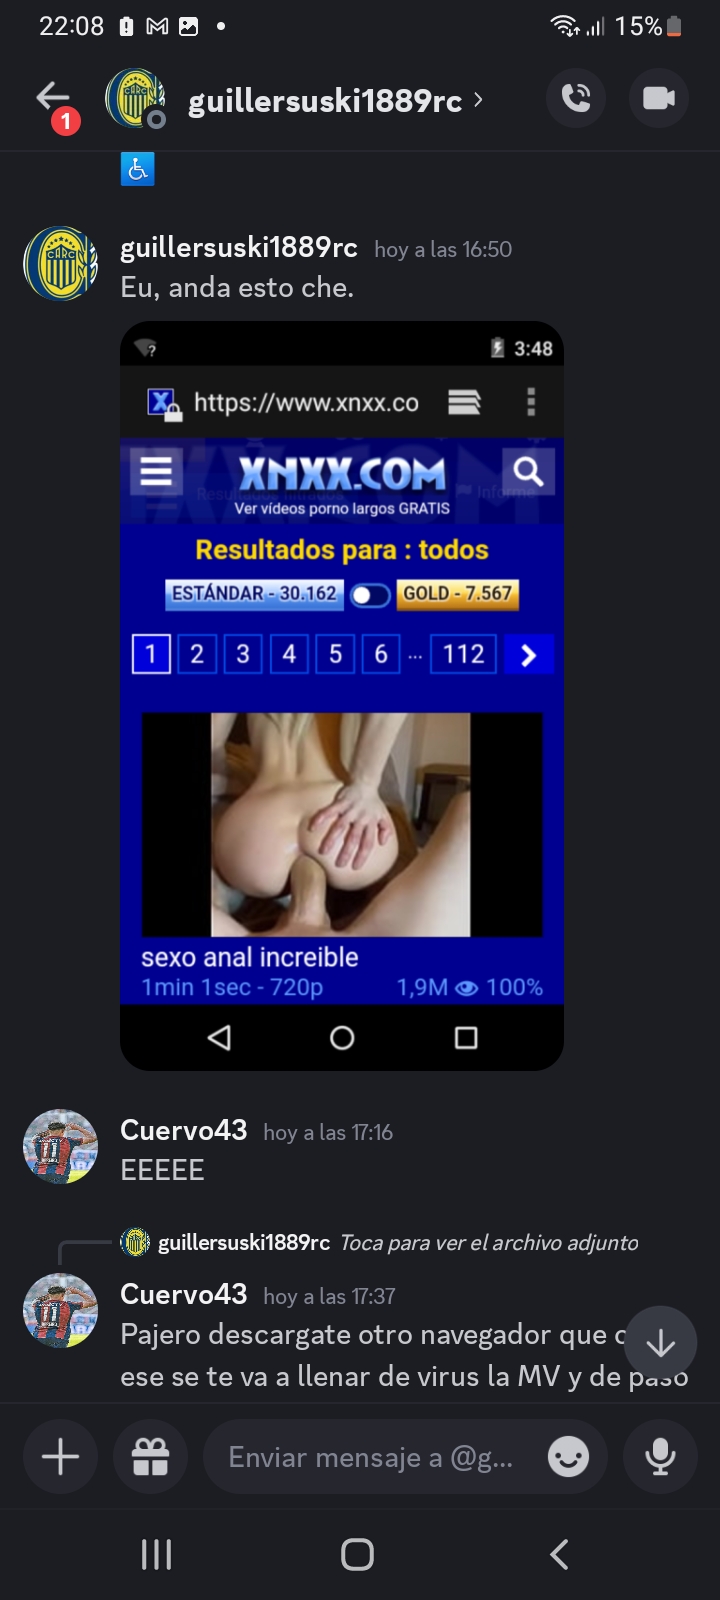 22:08
15%
1
guillersuski1889rc
guillersuski1889rc hoy a las 16:50
Eu, anda esto che.
3:48
https://www.xnxx.co
XNXX.COM
Ver vídeos porno largos GRATIS
Resultados para : todos
ESTÁNDAR - 30.162 GOLD - 7.567
1 2 3 4 5 6 ... 112
sexo anal increible
1min 1sec - 720p 1,9M 100%
Cuervo43 hoy a las 17:16
EEEEE
guillersuski1889rc Toca para ver el archivo adjunto
Cuervo43 hoy a las 17:37
Pajero descargate otro navegador que
ese se te va a llenar de virus la MV y de paso
Enviar mensaje a @g...